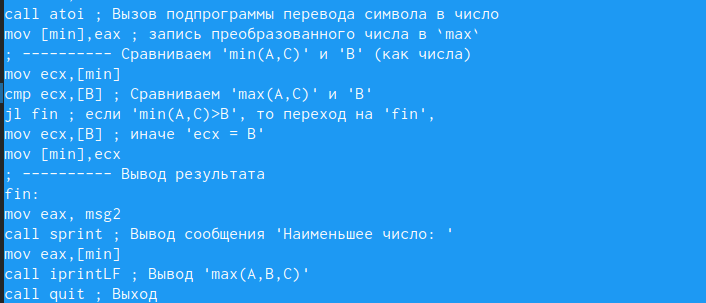 call atoi ; Вызов подпрограммы перевода символа в число
mov [min],eax ; запись преобразованного числа в `max`
; ---------- Сравниваем 'min(A,C)' и 'B' (как числа)
mov ecx,[min]
cmp ecx,[B] ; Сравниваем 'max(A,C)' и 'B'
jl fin ; если 'min(A,C)>B', то переход на 'fin',
mov ecx,[B] ; иначе 'ecx = B'
mov [min],ecx
; ---------- Вывод результата
fin:
mov eax, msg2
call sprint ; Вывод сообщения 'Наименьшее число: '
mov eax,[min]
call iprintLF ; Вывод 'max(A,B,C)'
call quit ; Выход